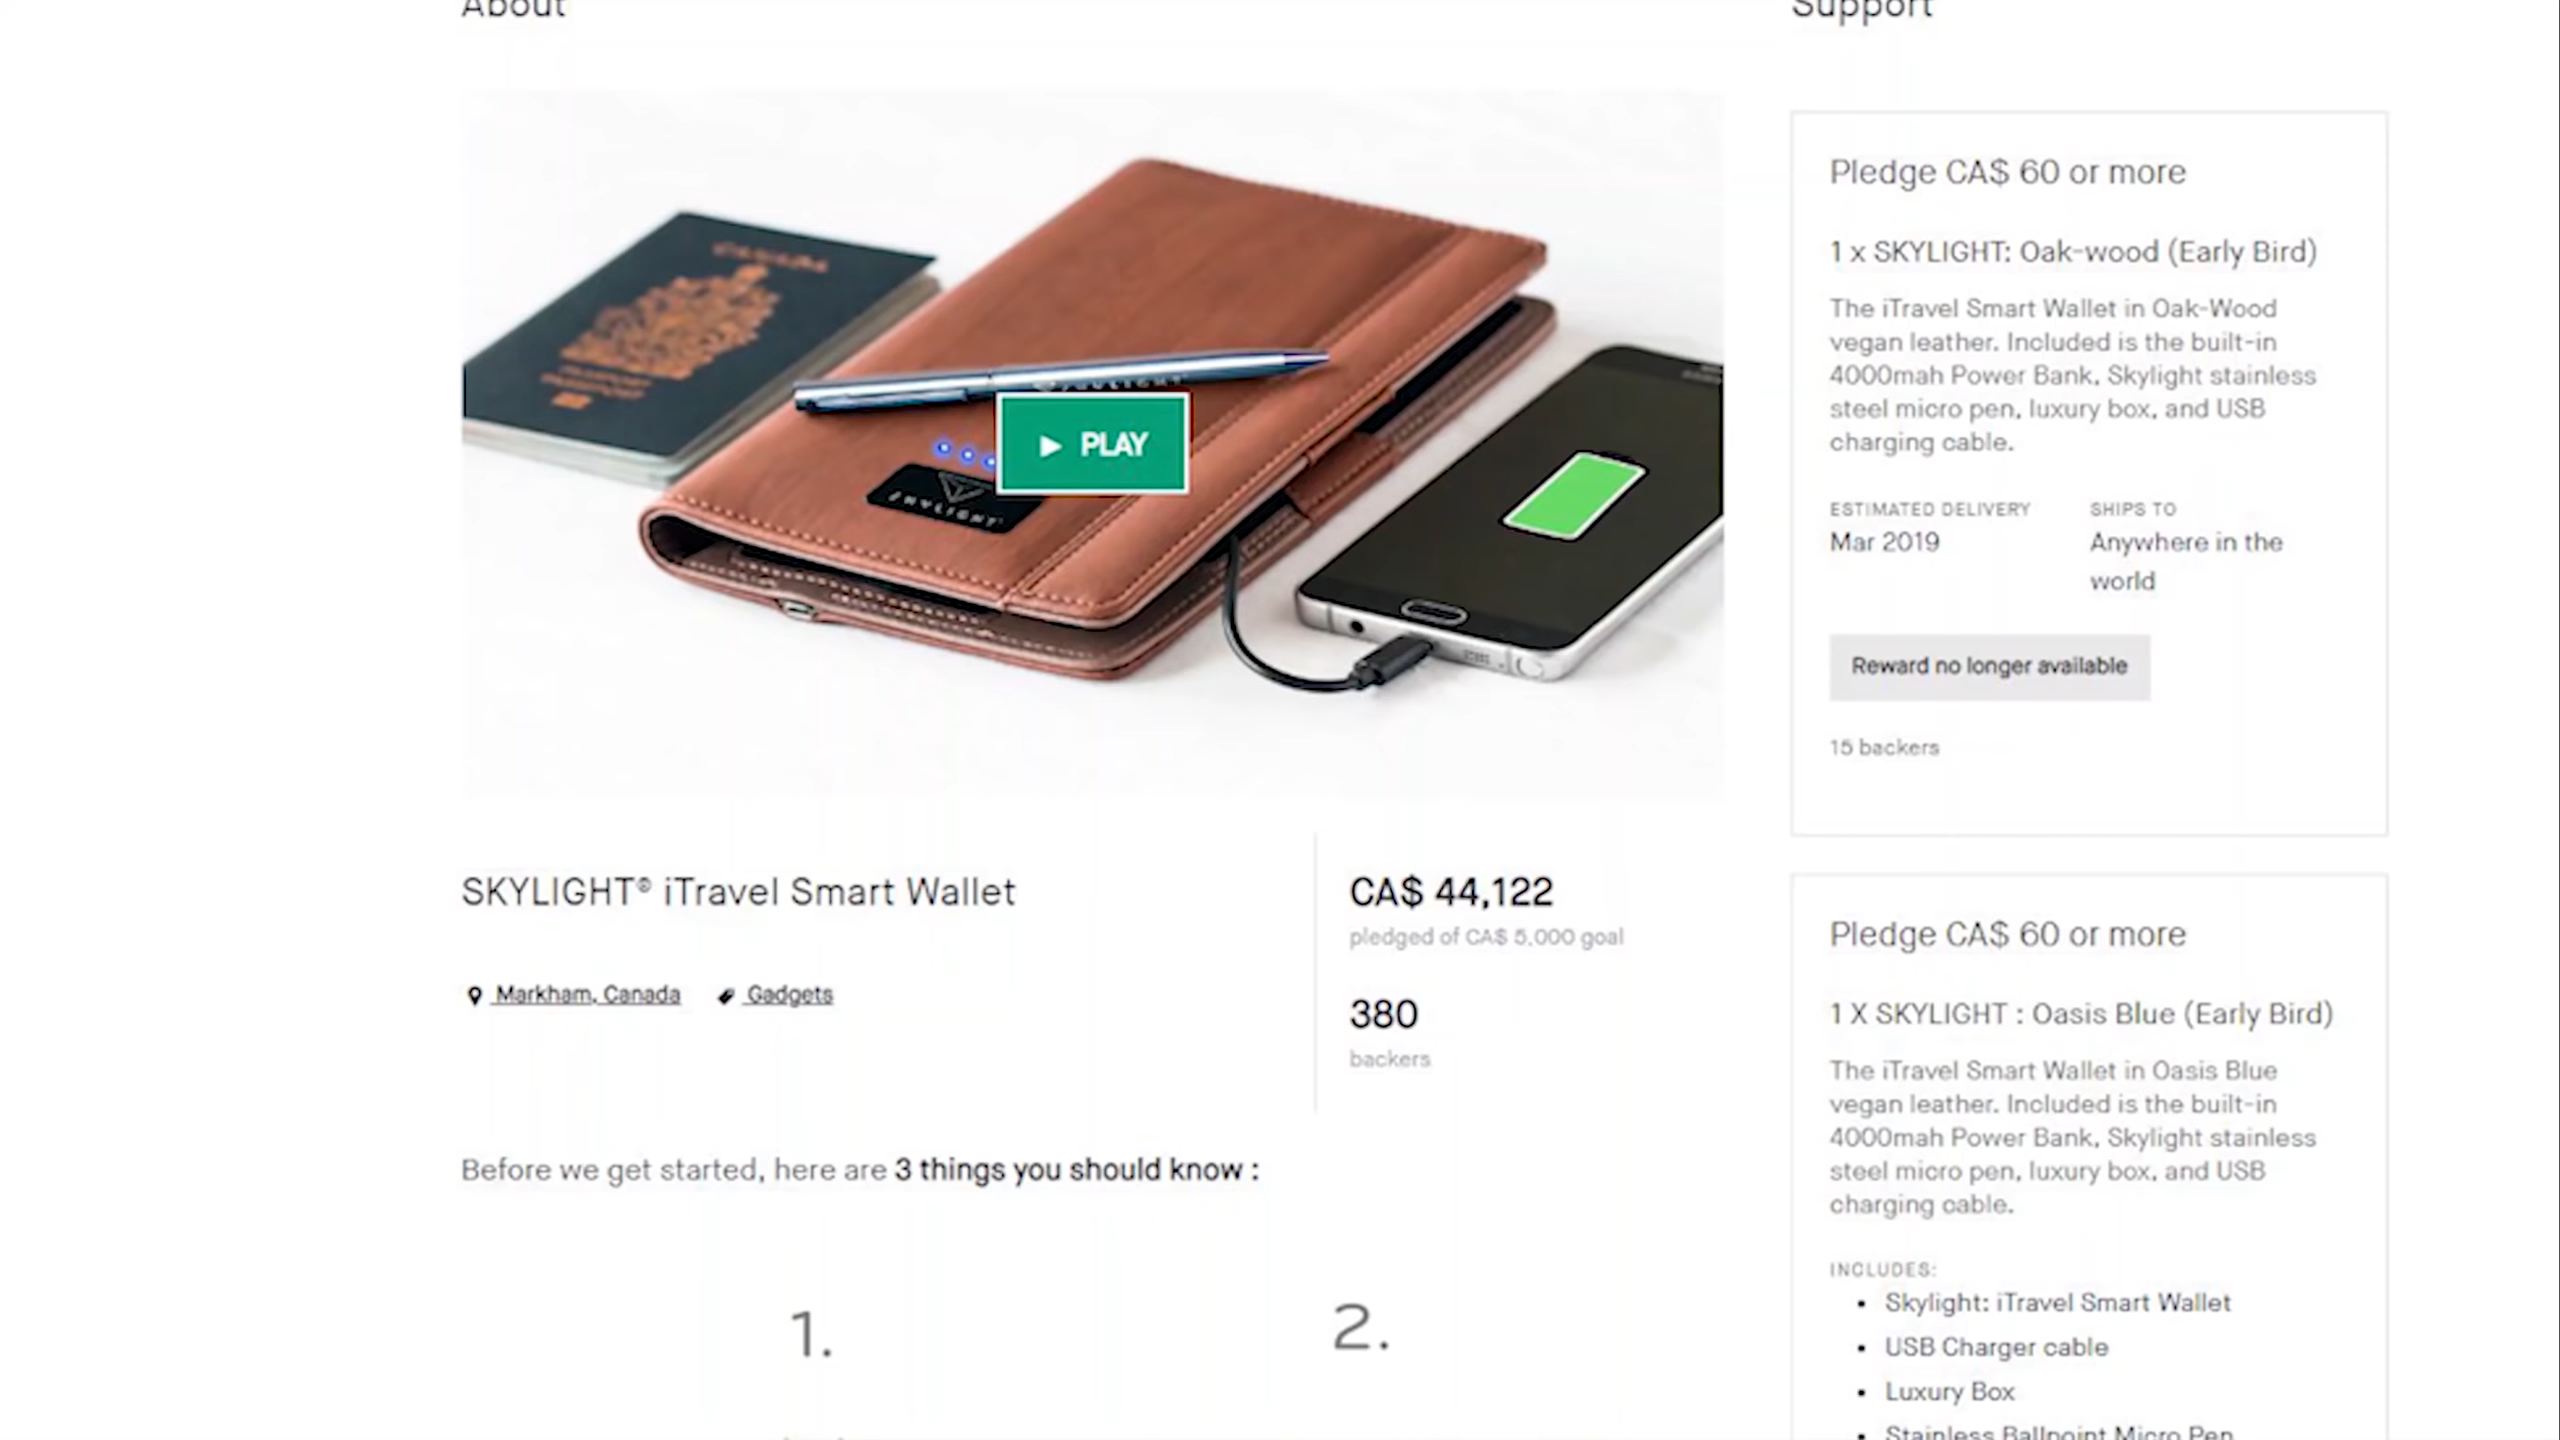 About
Support
CANADA
PLAY
SKYLIGHT® iTravel Smart Wallet
Markham, Canada
Gadgets
CA$ 44,122
pledged of CA$ 5,000 goal
380
backers
Before we get started, here are 3 things you should know :
1.
2.
Pledge CA$ 60 or more
1 x SKYLIGHT: Oak-wood (Early Bird)
The iTravel Smart Wallet in Oak-Wood
vegan leather. Included is the built-in
4000mah Power Bank, Skylight stainless
steel micro pen, luxury box, and USB
charging cable.
ESTIMATED DELIVERY
Mar 2019
SHIPS TO
Anywhere in the
world
Reward no longer available
15 backers
Pledge CA$ 60 or more
1 X SKYLIGHT : Oasis Blue (Early Bird)
The iTravel Smart Wallet in Oasis Blue
vegan leather. Included is the built-in
4000mah Power Bank, Skylight stainless
steel micro pen, luxury box, and USB
charging cable.
INCLUDES:
• Skylight: iTravel Smart Wallet
• USB Charger cable
• Luxury Box
• Stainless Ballpoint Micro Pen